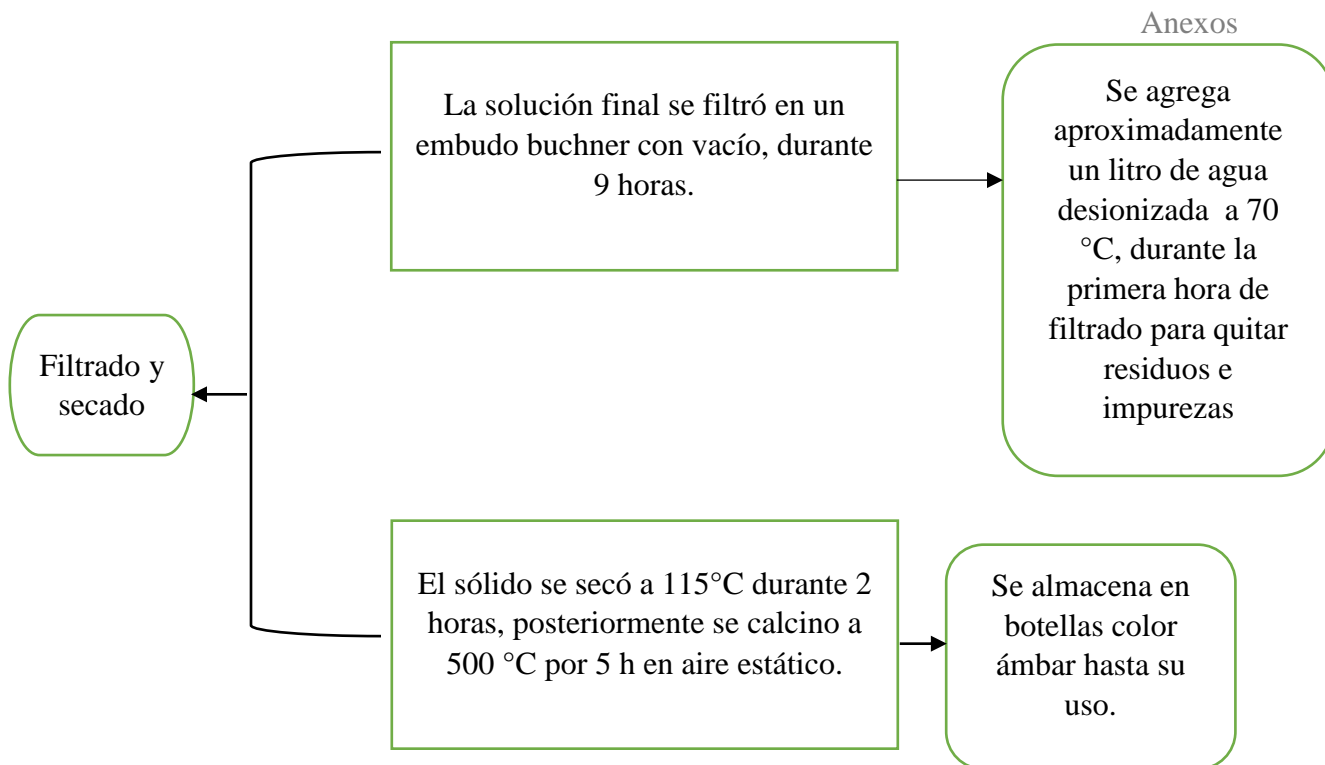 Anexos
La solución final se filtró en un
embudo buchner con vacío, durante
9 horas.
Se agrega
aproximadamente
un litro de agua
desionizada a 70
°C, durante la
primera hora de
filtrado para quitar
residuos e
impurezas
Filtrado y
secado
El sólido se secó a 115°C durante 2
horas, posteriormente se calcino a
500 °C por 5 h en aire estático.
Se almacena en
botellas color
ámbar hasta su
uso.